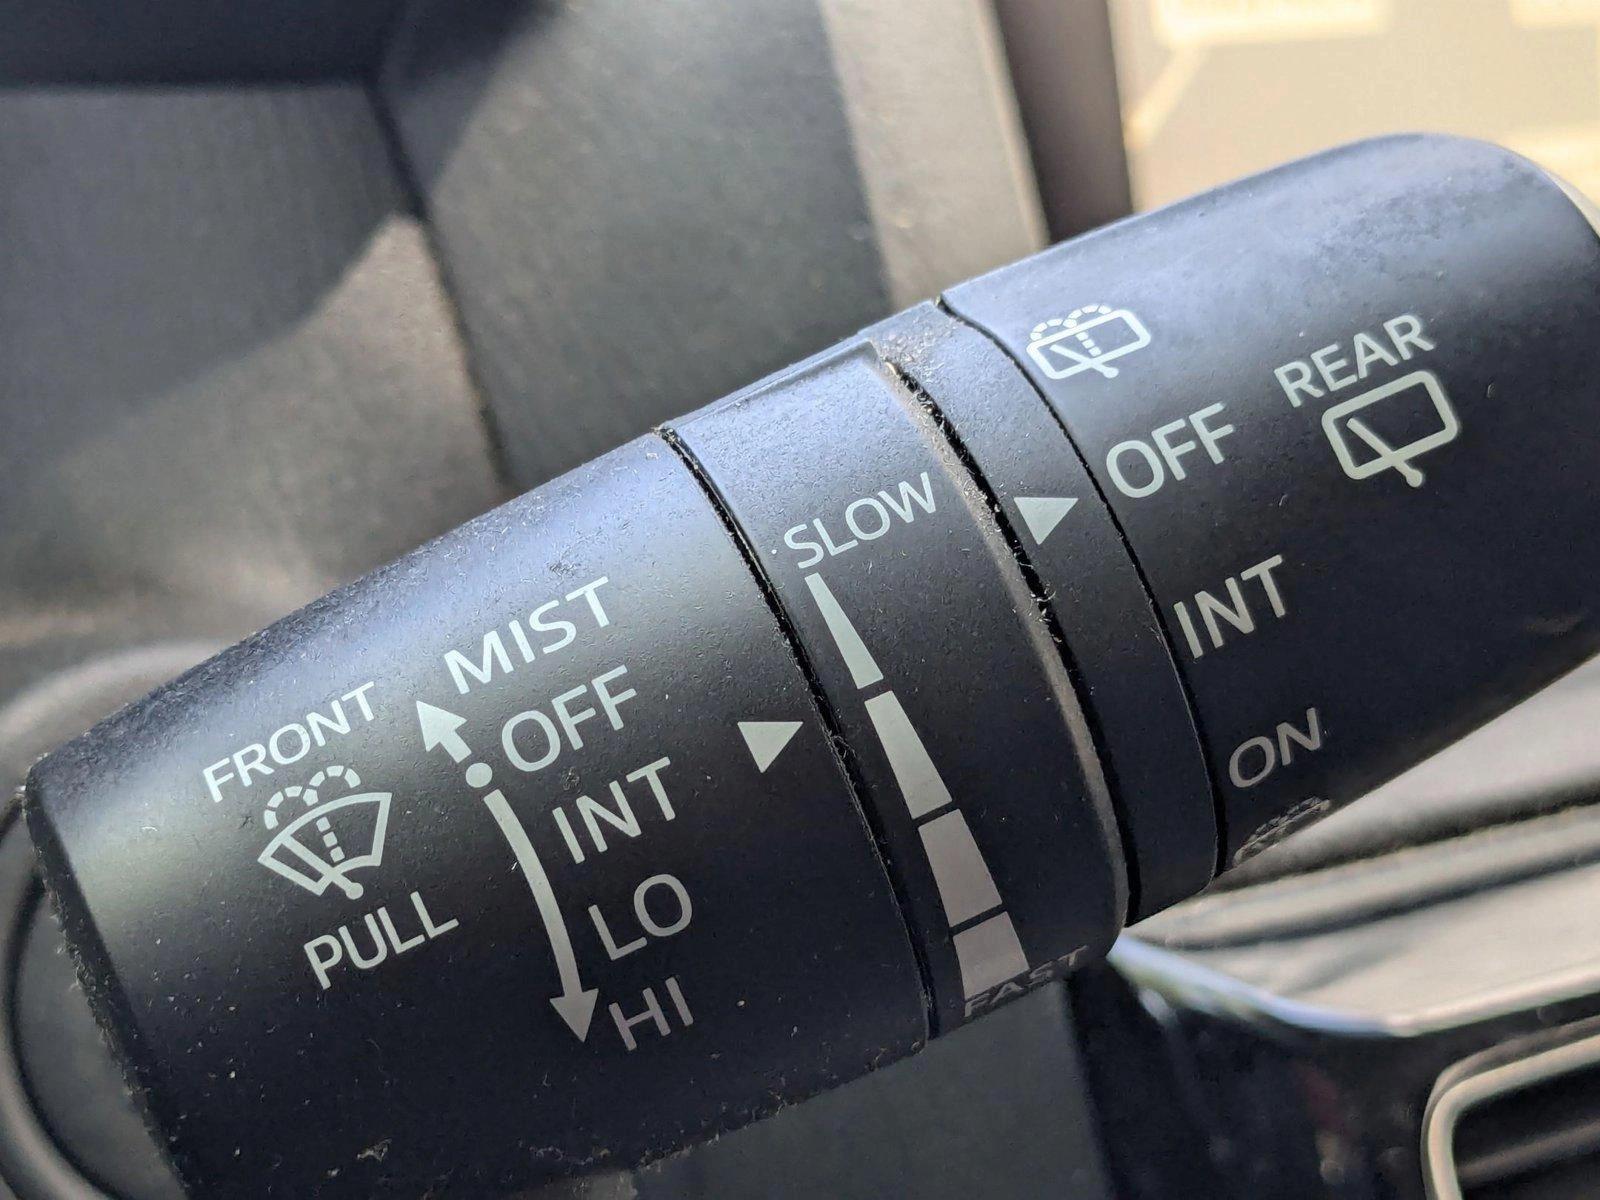 FRONT
PULL
MIST
OFF
INT
LO
HI
SLOW
FAST
OFF
INT
ON
REAR